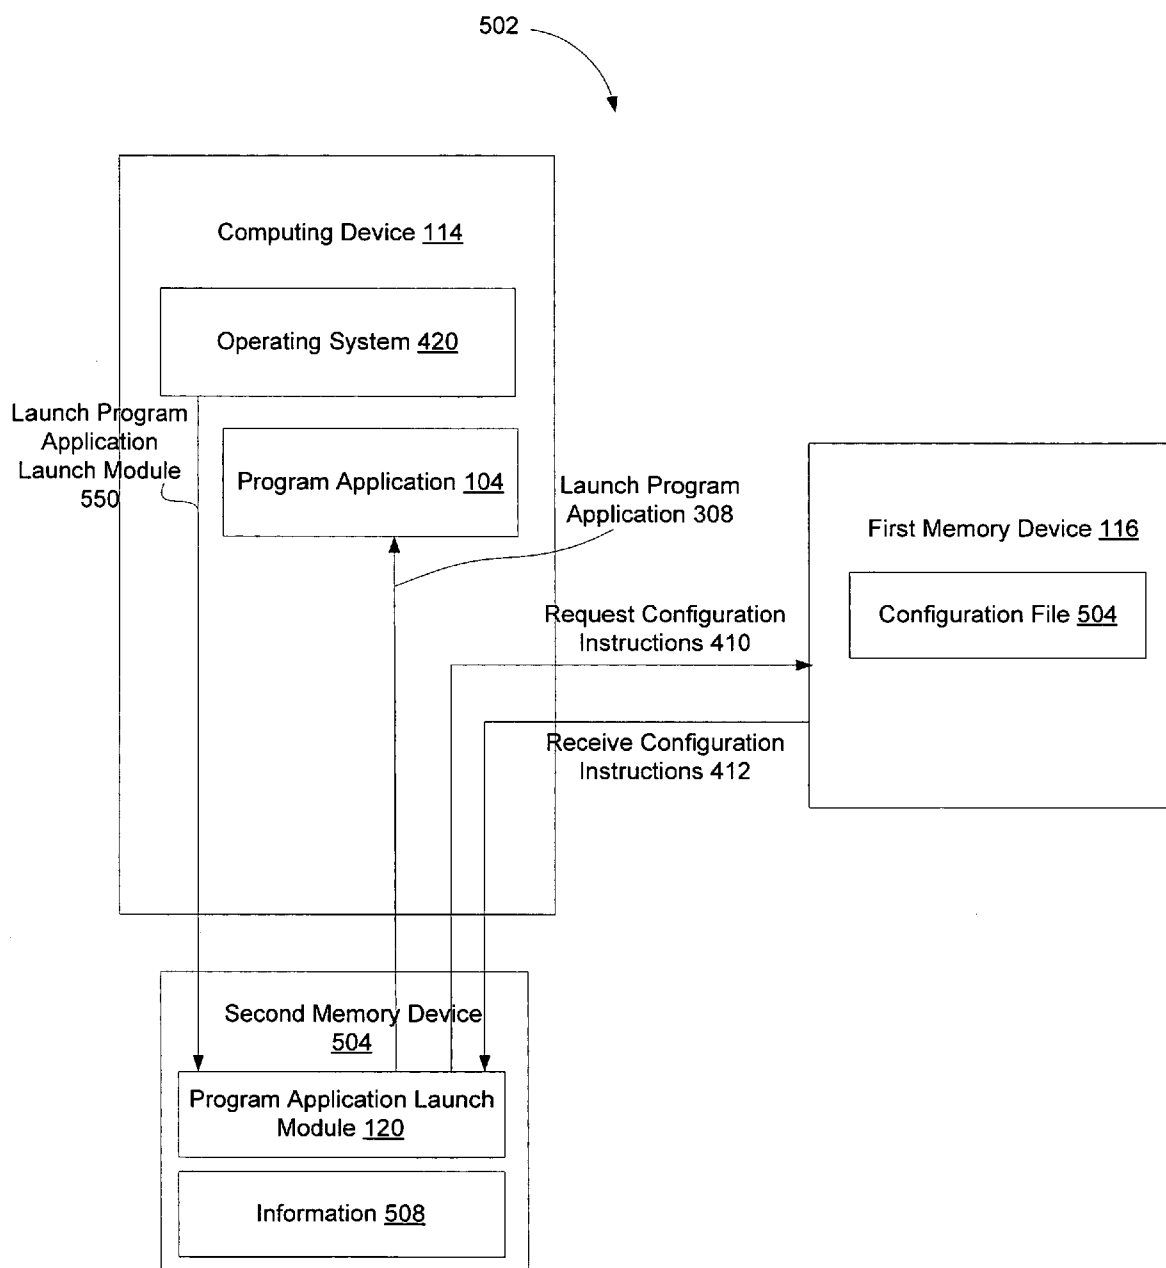 502
Computing Device 114
Operating System 420
Launch Program
Application
Launch Module
550
Program Application 104
Launch Program
Application 308
First Memory Device 116
Configuration File 504
Request Configuration
Instructions 410
Receive Configuration
Instructions 412
Second Memory Device
504
Program Application Launch
Module 120
Information 508